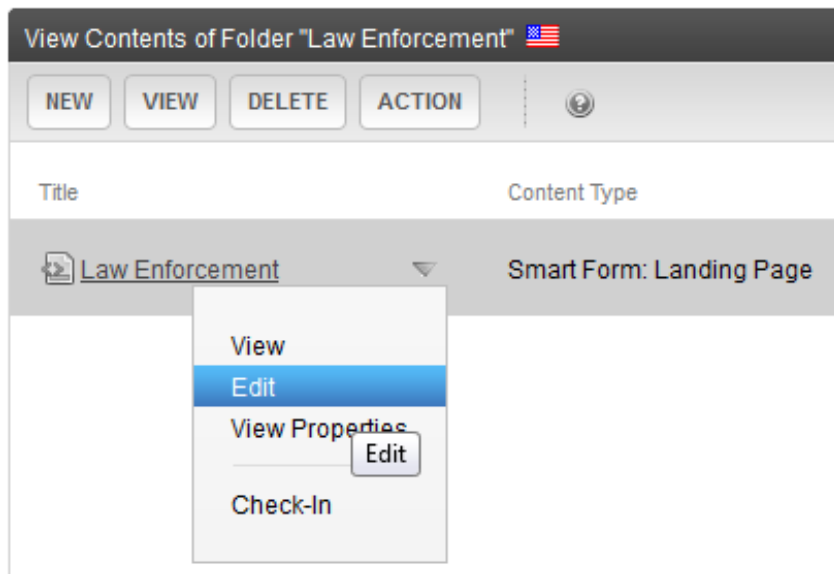 View Contents of Folder "Law Enforcement"
NEW VIEW DELETE ACTION ?
Title Content Type
Law Enforcement Smart Form: Landing Page
View
Edit
View Properties
Edit
Check-In